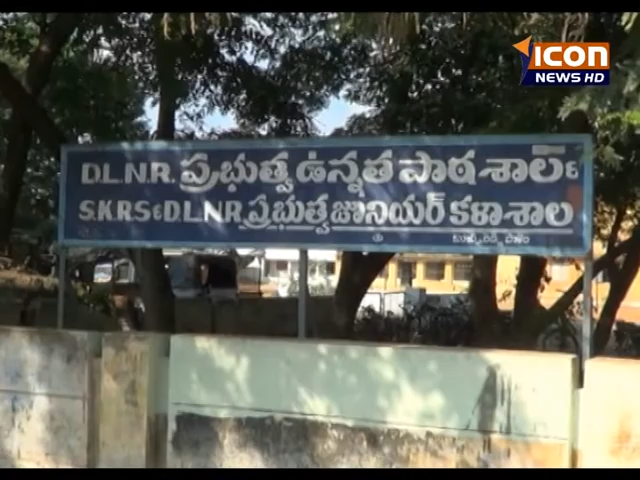 icon
NEWS HD
D.L.N.R. ప్రభుత్వ ఉన్నత పాఠశాల &
S.K.R.S & D.L.N.R. ప్రభుత్వ జూనియర్ కళాశాల